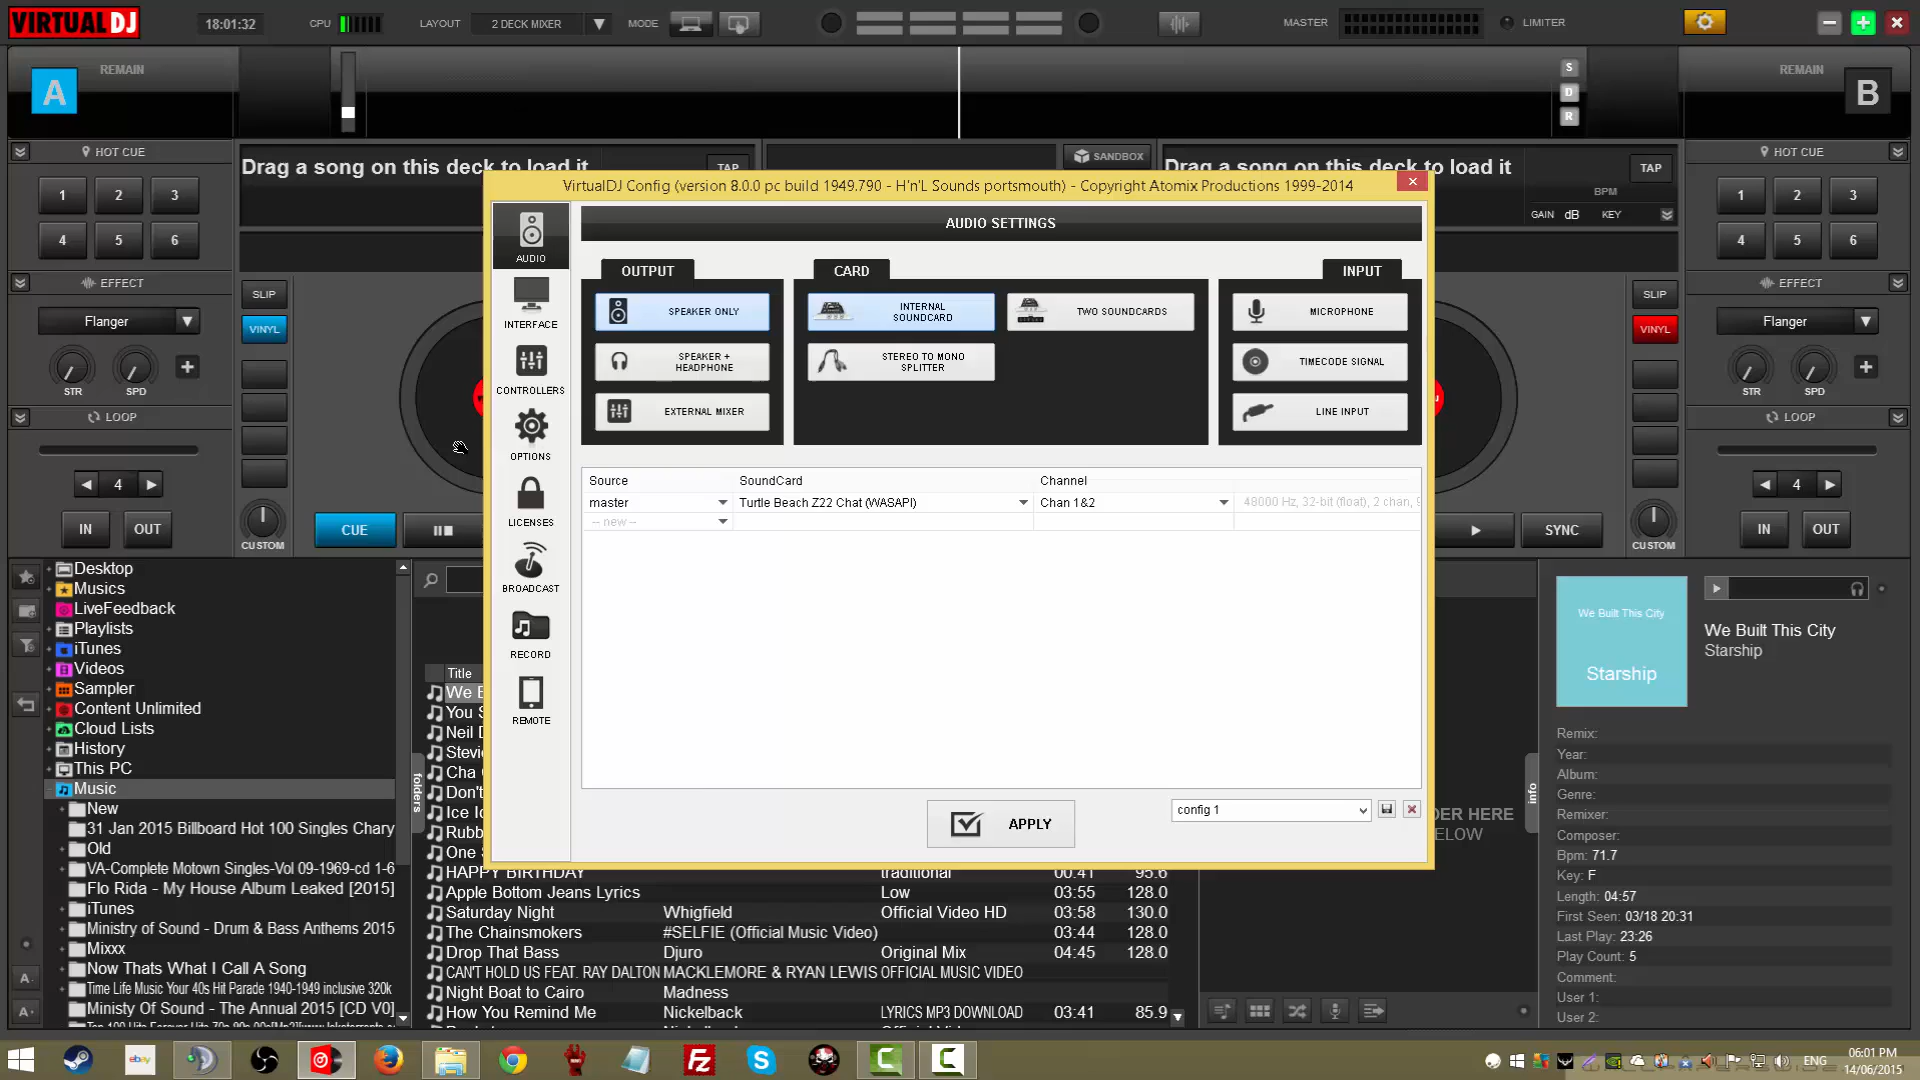 VIRTUALDJ
18:01:32
CPU
LAYOUT
2 DECK MIXER
MODE
MASTER
LIMITER
A
REMAIN
S
D
R
REMAIN
B
HOT CUE
Drag a song on this deck to load it
TAP
SANDBOX
Drag a song on this deck to load it
TAP
HOT CUE
1 2 3
4 5 6
BPM
GAIN dB KEY
1 2 3
4 5 6
VirtualDJ Config (version 8.0.0 pc build 1949.790 - H'n'L Sounds portsmouth) - Copyright Atomix Productions 1999-2014
AUDIO
INTERFACE
CONTROLLERS
OPTIONS
LICENSES
BROADCAST
RECORD
REMOTE
AUDIO SETTINGS
OUTPUT
SPEAKER ONLY
SPEAKER +
HEADPHONE
EXTERNAL MIXER
CARD
INTERNAL
SOUNDCARD
TWO SOUNDCARDS
STEREO TO MONO
SPLITTER
INPUT
MICROPHONE
TIMECODE SIGNAL
LINE INPUT
Source SoundCard Channel
master Turtle Beach Z22 Chat (WASAPI) Chan 1&2 48000 Hz, 32-bit (float), 2 chan,
-- new --
APPLY
config 1
EFFECT
Flanger
STR SPD
LOOP
4
IN OUT
SLIP
VINYL
CUSTOM
CUE
SYNC
SLIP
VINYL
CUSTOM
EFFECT
Flanger
STR SPD
LOOP
4
IN OUT
Desktop
Musics
LiveFeedback
Playlists
iTunes
Videos
Sampler
Content Unlimited
Cloud Lists
History
This PC
Music
New
31 Jan 2015 Billboard Hot 100 Singles Chary
Old
VA-Complete Motown Singles-Vol 09-1969-cd 1-6
Flo Rida - My House Album Leaked [2015]
iTunes
Ministry of Sound - Drum & Bass Anthems 2015
Mixxx
Now Thats What I Call A Song
Time Life Music Your 40s Hit Parade 1940-1949 inclusive 320k
Ministy Of Sound - The Annual 2015 [CD V0]
folders
Title
We
You
Neil
Stevie
Cha
Don't
Ice
Rubb
One
HAPPY BIRTHDAY traditional 00:41 95.6
Apple Bottom Jeans Lyrics Low 03:55 128.0
Saturday Night Whigfield Official Video HD 03:58 130.0
The Chainsmokers #SELFIE (Official Music Video) 03:44 128.0
Drop That Bass Djuro Original Mix 04:45 128.0
CAN'T HOLD US FEAT. RAY DALTON MACKLEMORE & RYAN LEWIS OFFICIAL MUSIC VIDEO
Night Boat to Cairo Madness
How You Remind Me Nickelback LYRICS MP3 DOWNLOAD 03:41 85.9
HERE
info
We Built This City
Starship
We Built This City
Starship
Remix:
Year:
Album:
Genre:
Remixer:
Composer:
Bpm: 71.7
Key: F
Length: 04:57
First Seen: 03/18 20:31
Last Play: 23:26
Play Count: 5
Comment:
User 1:
User 2:
ebay
Fz
ENG
06:01 PM
14/06/2015